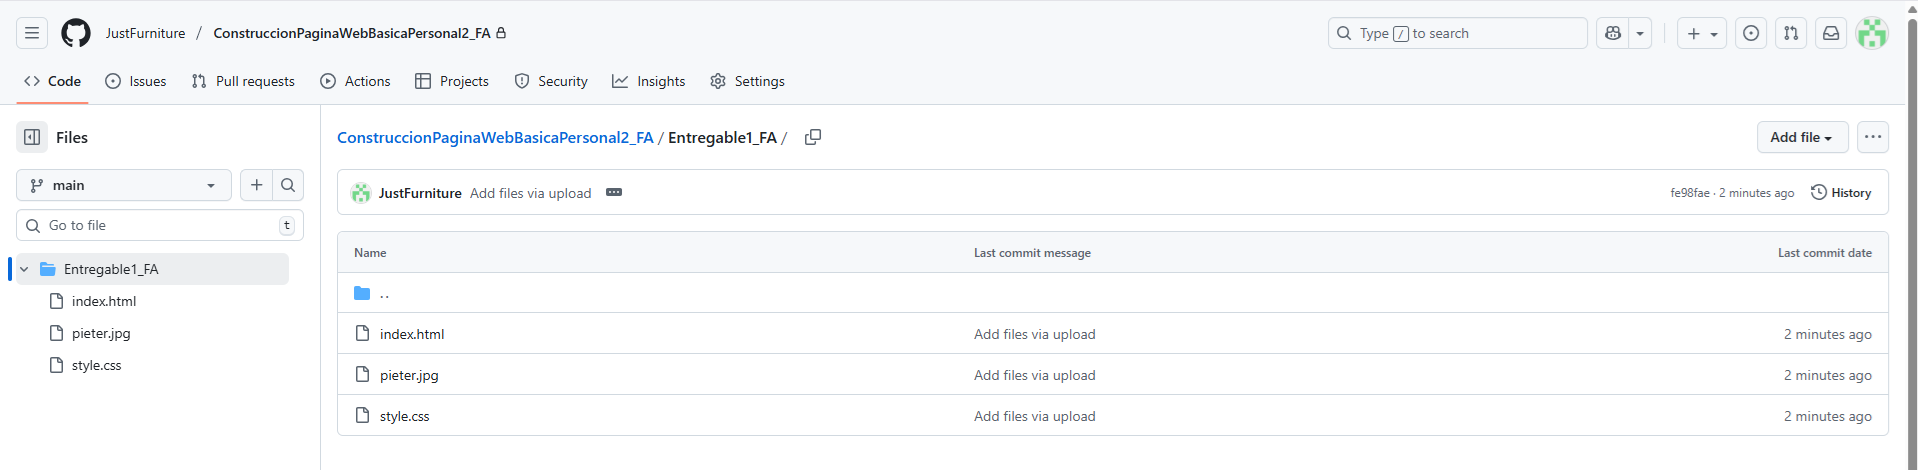 JustFurniture / ConstruccionPaginaWebBasicaPersonal2_FA
Type / to search
Code Issues Pull requests Actions Projects Security Insights Settings
Files
main
Go to file t
Entregable1_FA
index.html
pieter.jpg
style.css
ConstruccionPaginaWebBasicaPersonal2_FA / Entregable1_FA /
Add file
JustFurniture Add files via upload
fe98fae · 2 minutes ago History
Name Last commit message Last commit date
..
index.html Add files via upload 2 minutes ago
pieter.jpg Add files via upload 2 minutes ago
style.css Add files via upload 2 minutes ago